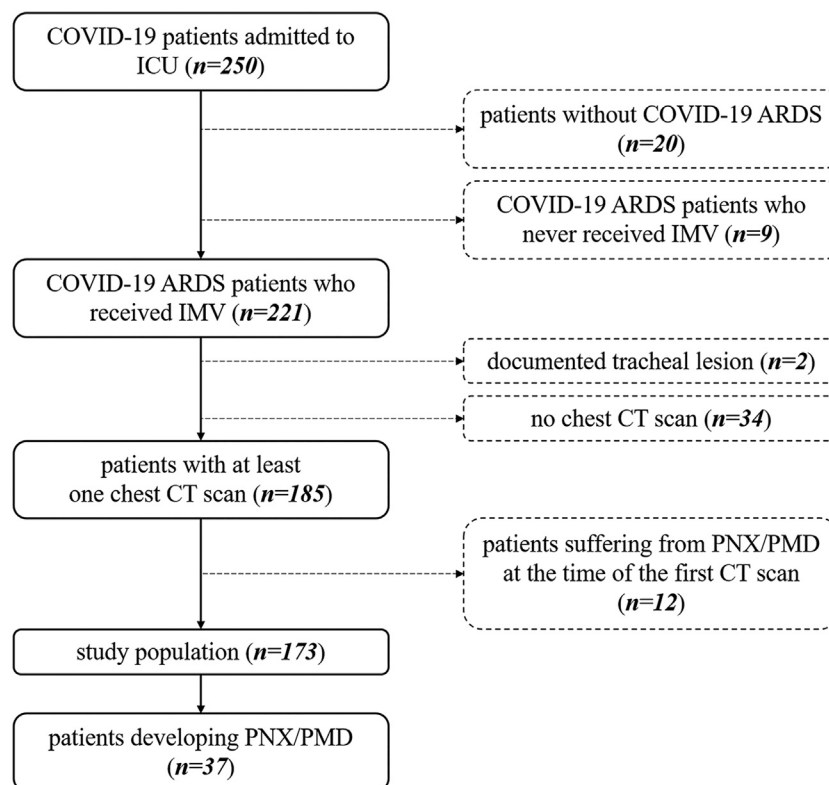 COVID-19 patients admitted to
ICU (n=250)
patients without COVID-19 ARDS
(n=20)
COVID-19 ARDS patients who
never received IMV (n=9)
COVID-19 ARDS patients who
received IMV (n=221)
documented tracheal lesion (n=2)
no chest CT scan (n=34)
patients with at least
one chest CT scan (n=185)
patients suffering from PNX/PMD
at the time of the first CT scan
(n=12)
study population (n=173)
patients developing PNX/PMD
(n=37)